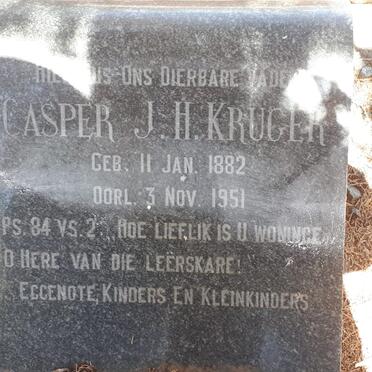 HIER RUS ONS DIERBARE VADER
CASPER J. H. KRUGER
GEB. 11 JAN. 1882
OORL. 3 NOV. 1951
PS. 84 VS. 2 ... HOE LIEFLIK IS U WONINGE
O HERE VAN DIE LEËRSKARE!
EGGENOTE, KINDERS EN KLEINKINDERS